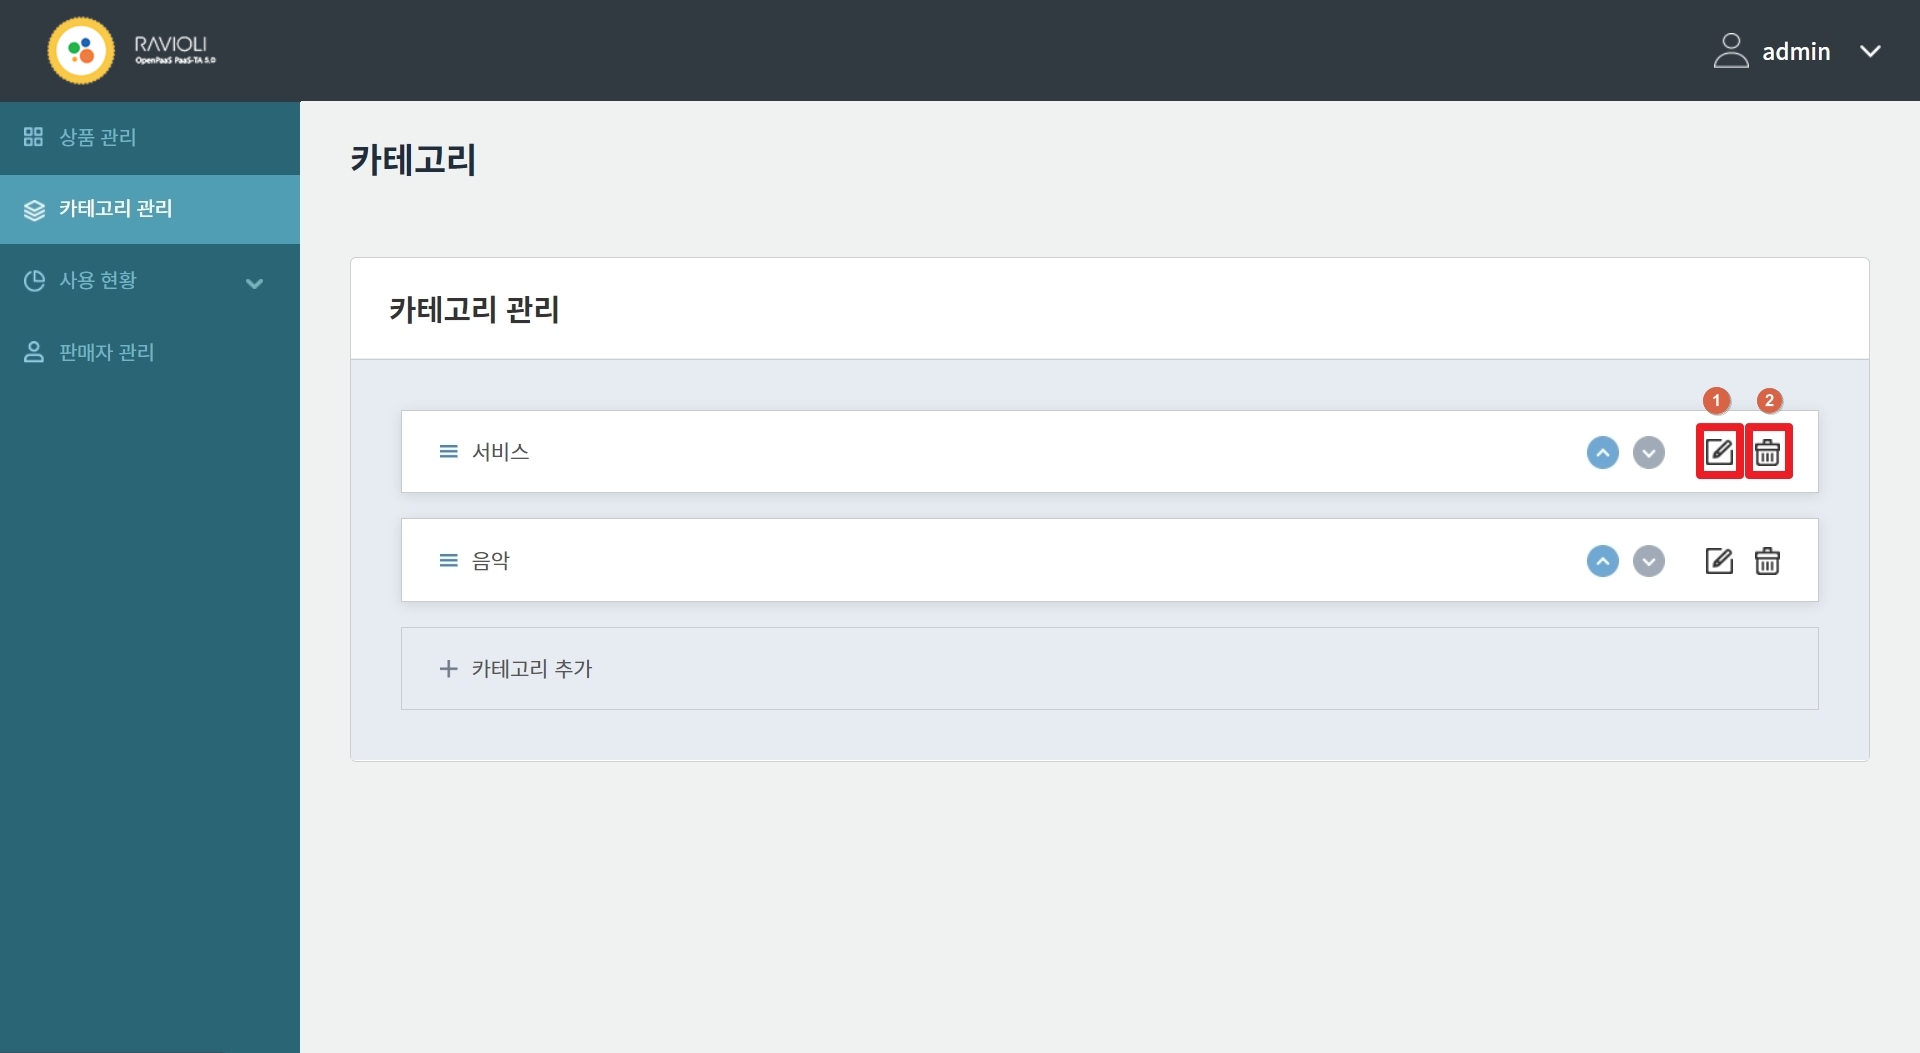 RAVIOLI
OpenPaaS PaaS-TA 5.0
admin
상품 관리
카테고리 관리
사용 현황
판매자 관리
카테고리
카테고리 관리
1 2
서비스
음악
카테고리 추가